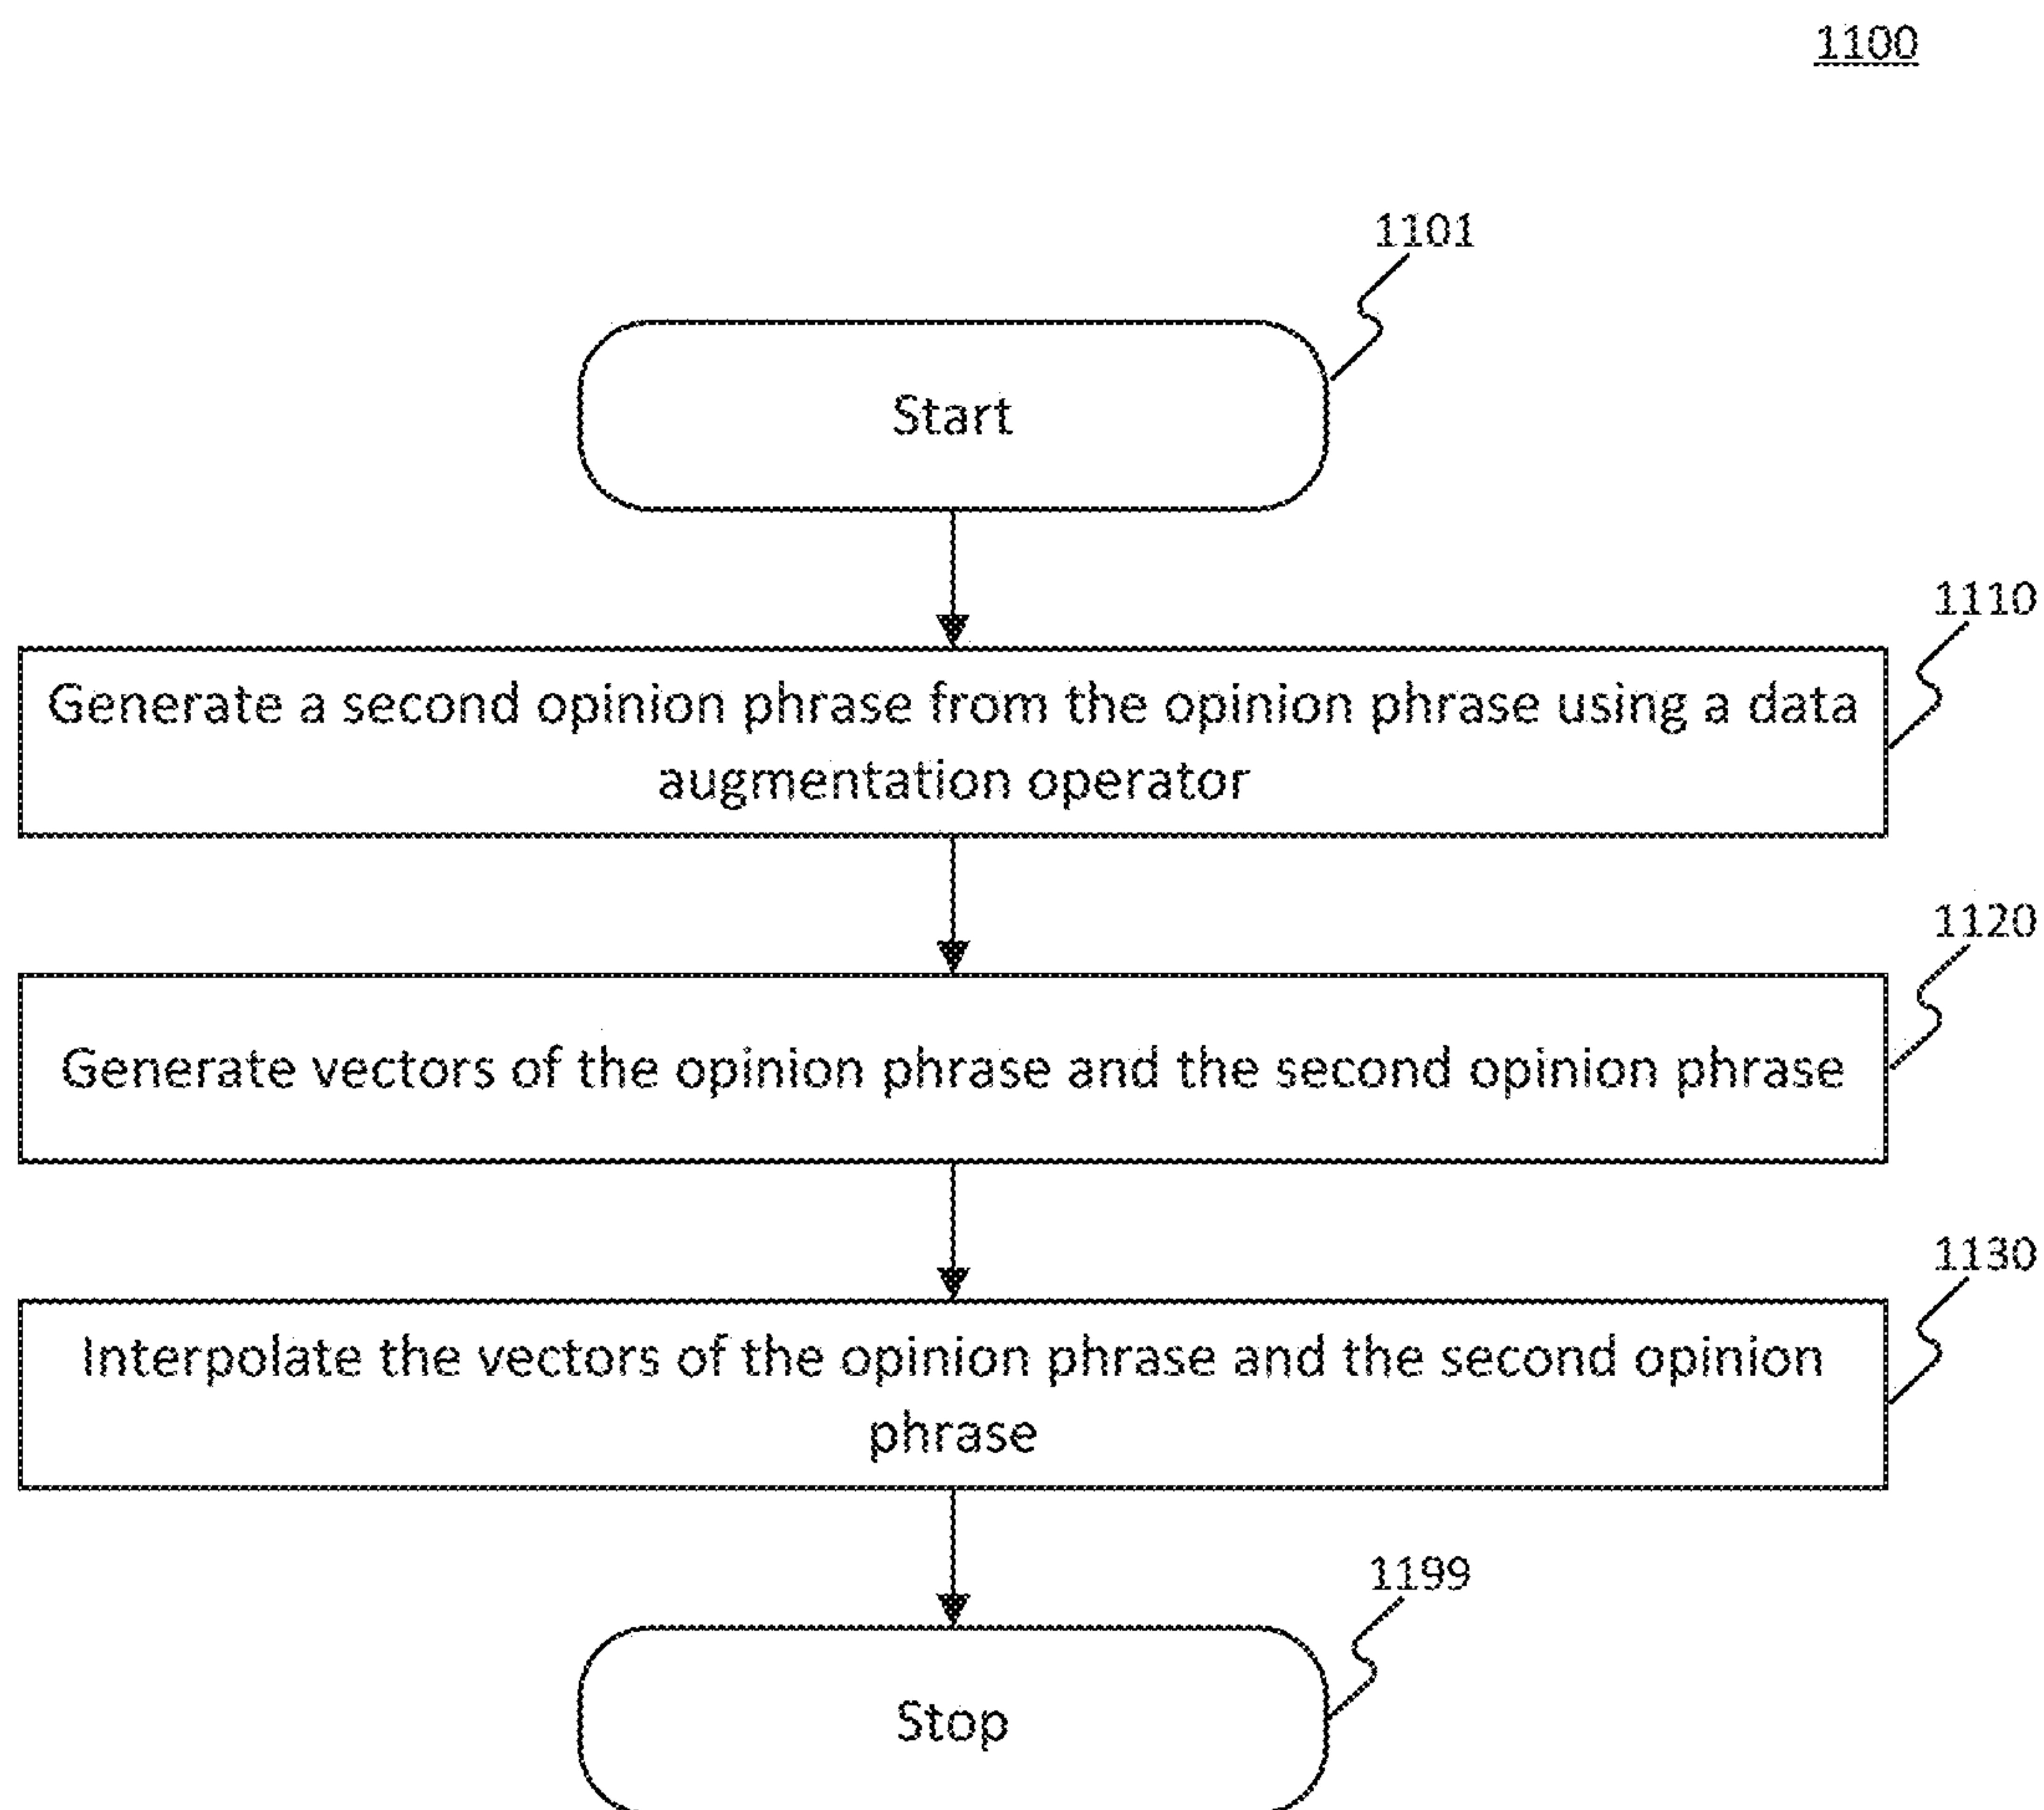 1100
1101
Start
1110
Generate a second opinion phrase from the opinion phrase using a data
augmentation operator
1120
Generate vectors of the opinion phrase and the second opinion phrase
1130
Interpolate the vectors of the opinion phrase and the second opinion
phrase
1199
Stop